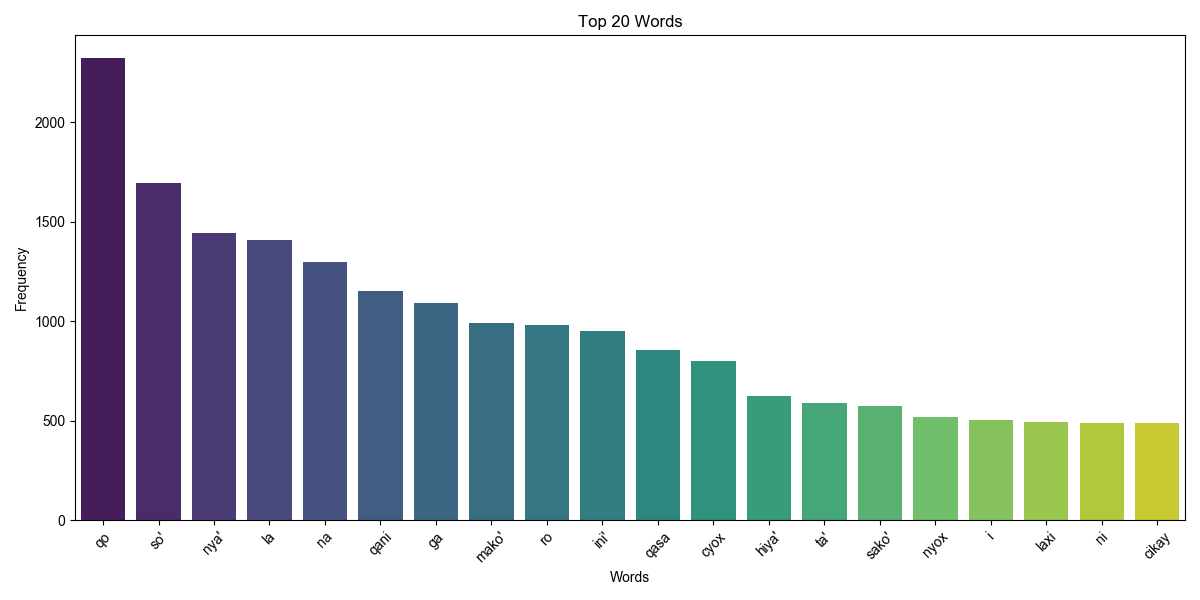 Top 20 Words
Frequency
2000
1500
1000
500
0
qo so' nya' la na qani ga mako' ro ini' qasa cyox hiya' ta' sako' nyox i laxi ni cikay
Words